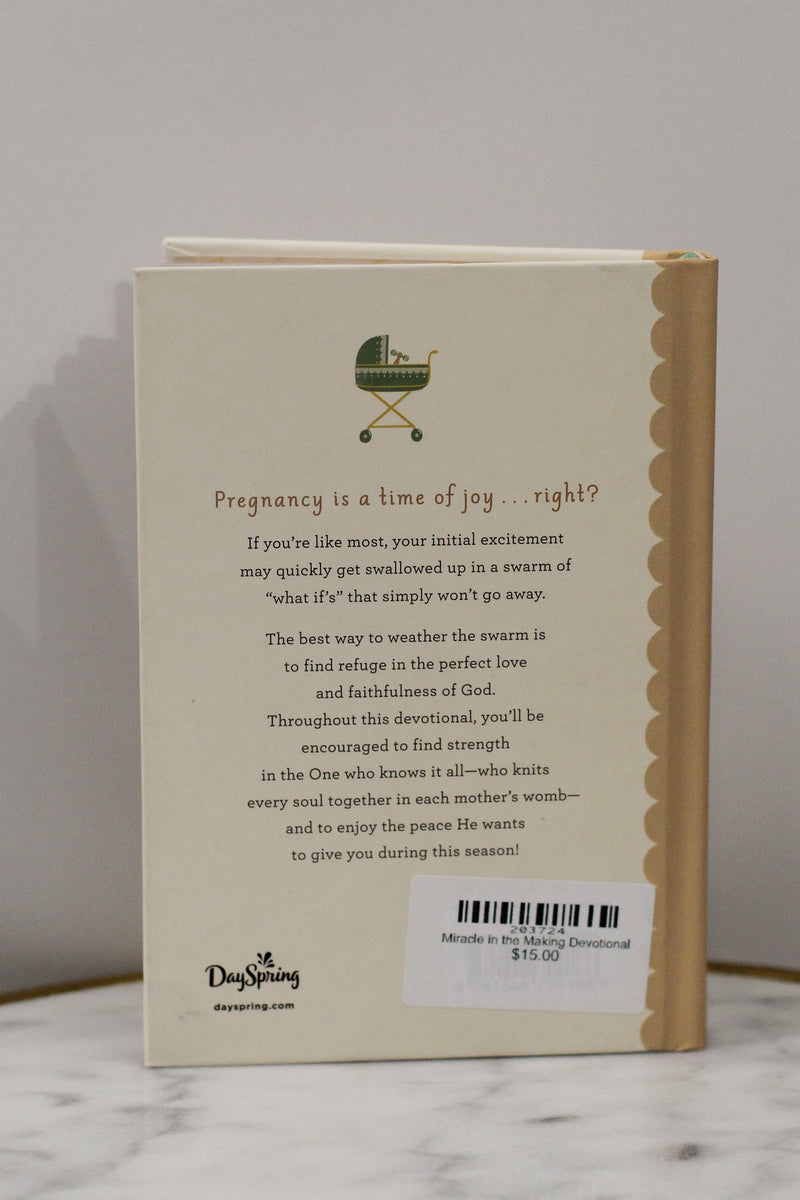 Pregnancy is a time of joy . . . right?
If you're like most, your initial excitement
may quickly get swallowed up in a swarm of
“what if's” that simply won't go away.
The best way to weather the swarm is
to find refuge in the perfect love
and faithfulness of God.
Throughout this devotional, you'll be
encouraged to find strength
in the One who knows it all—who knits
every soul together in each mother's womb—
and to enjoy the peace He wants
to give you during this season!
203724
Miracle in the Making Devotional
$15.00
DaySpring
dayspring.com